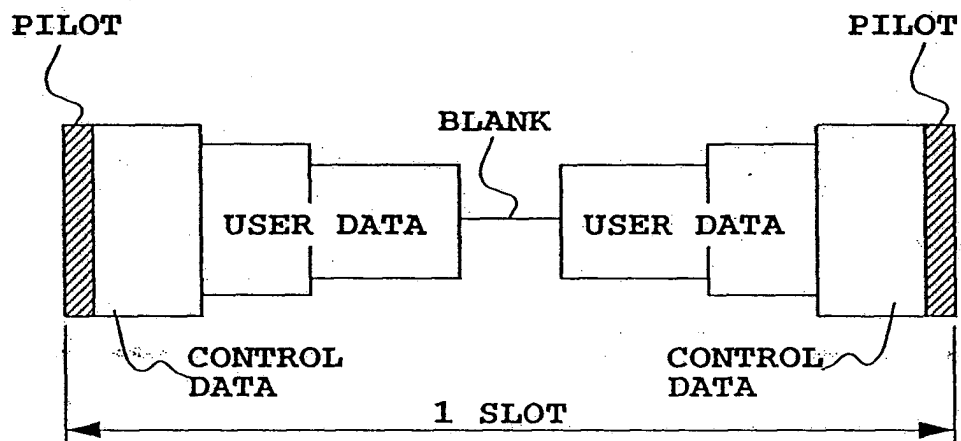 PILOT
PILOT
BLANK
USER DATA
USER DATA
CONTROL
DATA
CONTROL
DATA
1 SLOT